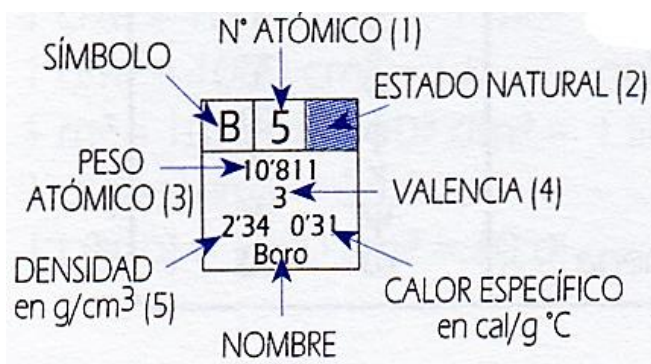 N° ATÓMICO (1)
SÍMBOLO
ESTADO NATURAL (2)
B 5
PESO
ATÓMICO (3)
10'811
3
VALENCIA (4)
2'34 0'31
Boro
DENSIDAD
en g/cm3 (5)
CALOR ESPECÍFICO
en cal/g °C
NOMBRE